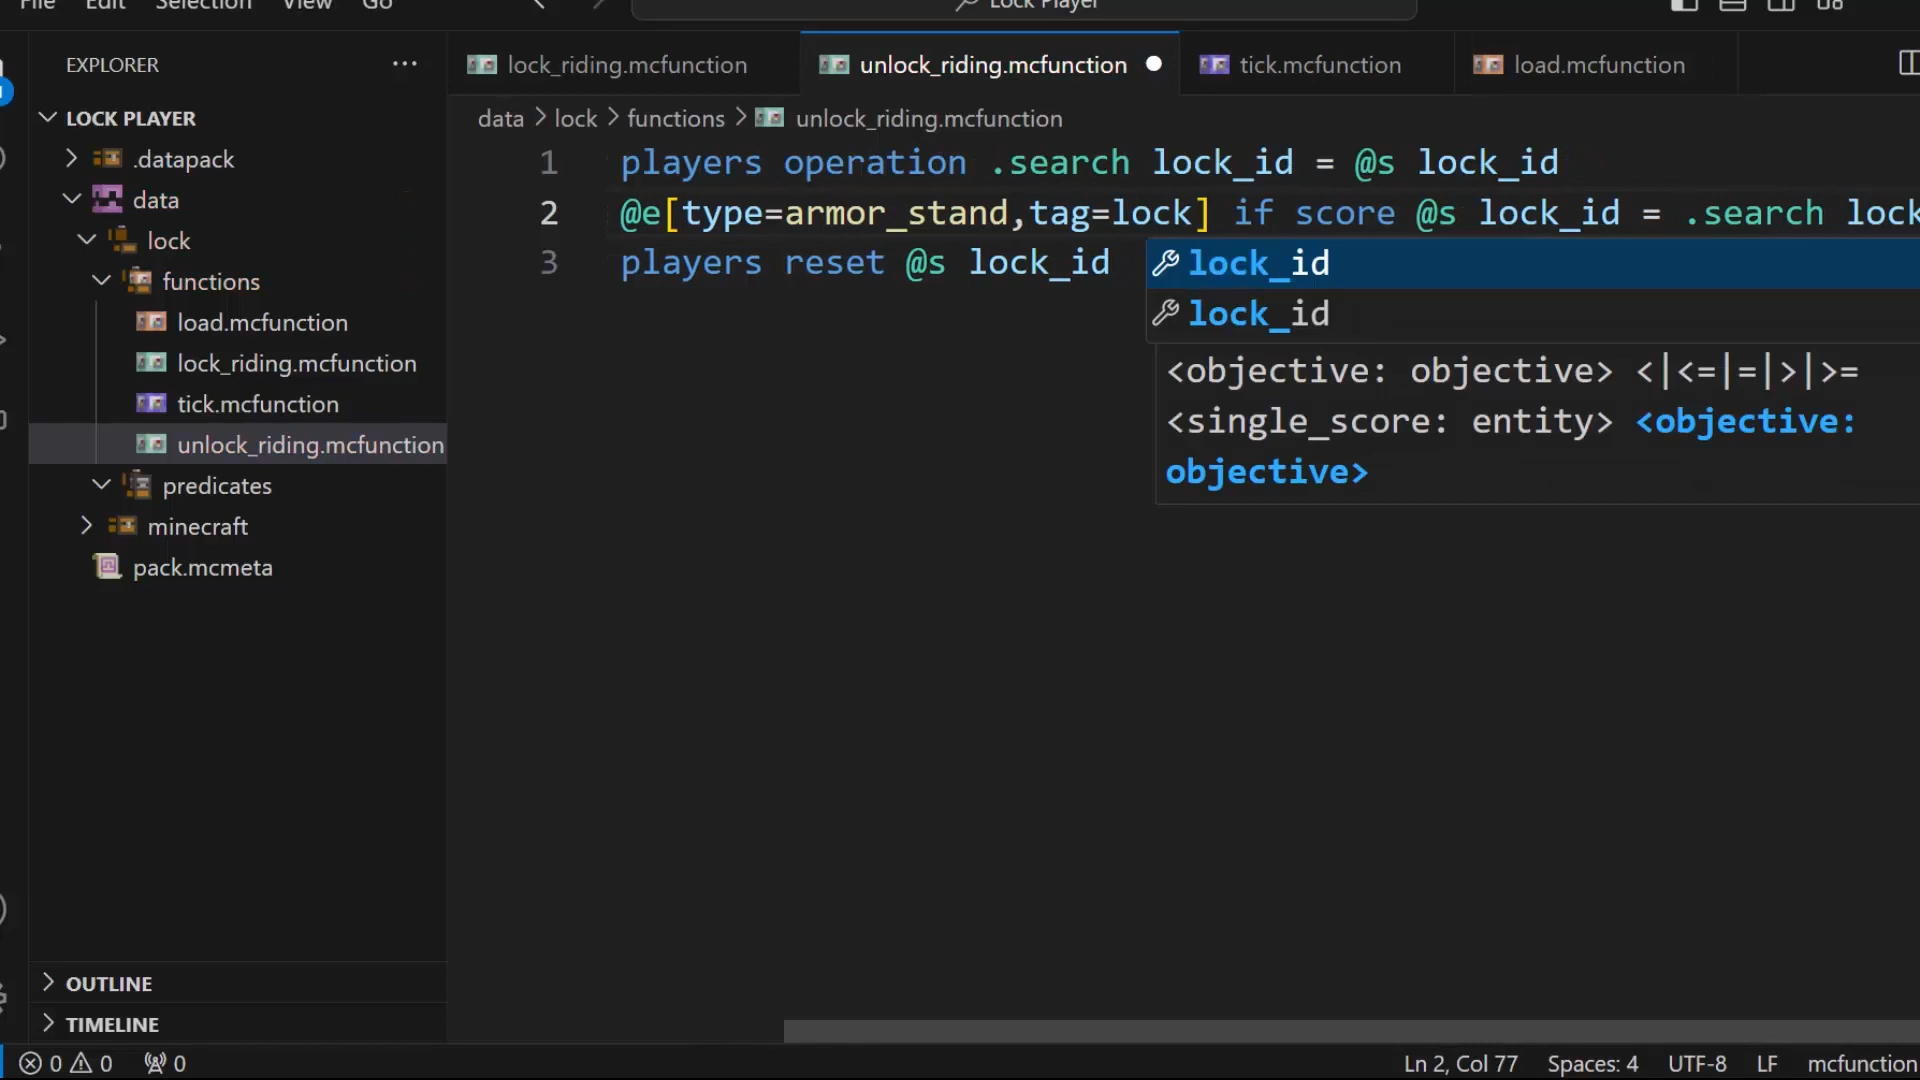 File Edit Selection View Go
Lock Player
EXPLORER
LOCK PLAYER
.datapack
data
lock
functions
load.mcfunction
lock_riding.mcfunction
tick.mcfunction
unlock_riding.mcfunction
predicates
minecraft
pack.mcmeta
OUTLINE
TIMELINE
lock_riding.mcfunction unlock_riding.mcfunction tick.mcfunction load.mcfunction
data > lock > functions > unlock_riding.mcfunction
1 players operation .search lock_id = @s lock_id
2 @e[type=armor_stand,tag=lock] if score @s lock_id = .search lock
3 players reset @s lock_id
lock_id
lock_id
<objective: objective> <|<=|=|>|>=
<single_score: entity> <objective:
objective>
0 0 0 Ln 2, Col 77 Spaces: 4 UTF-8 LF mcfunction